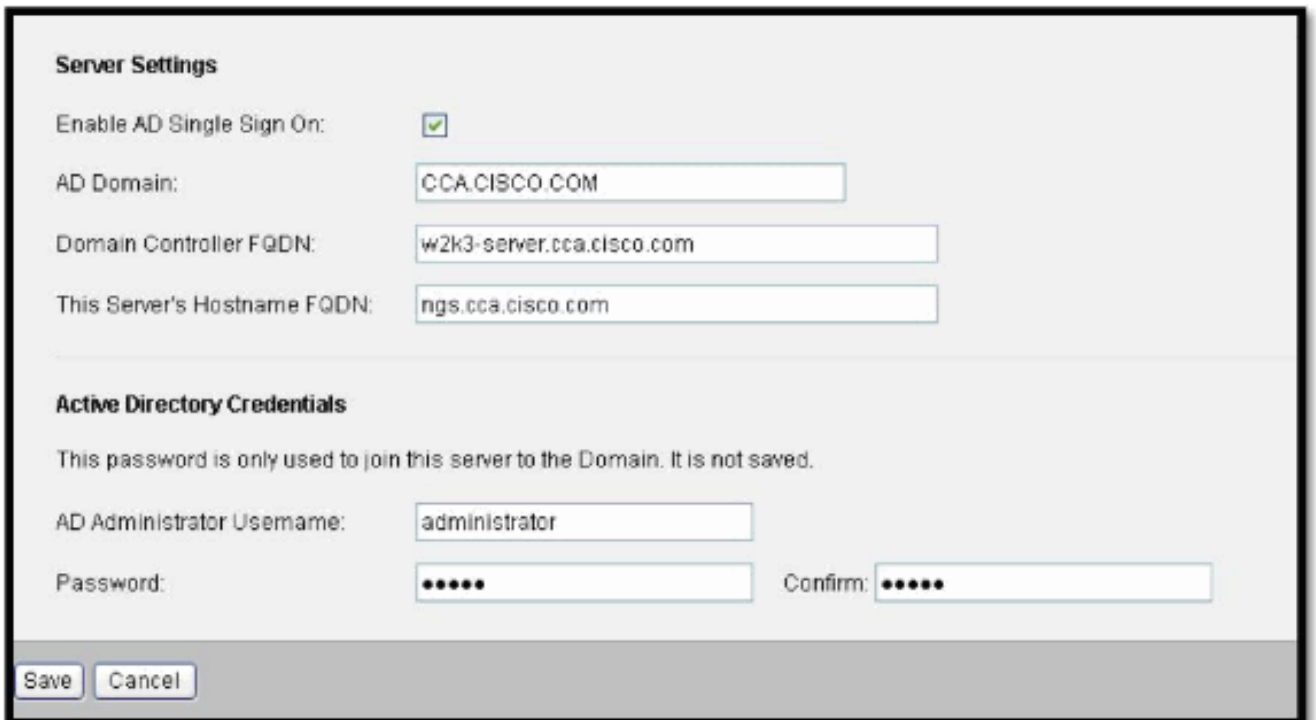 Server Settings
Enable AD Single Sign On:
AD Domain: CCA.CISCO.COM
Domain Controller FQDN: w2k3-server.cca.cisco.com
This Server's Hostname FQDN: ngs.cca.cisco.com
Active Directory Credentials
This password is only used to join this server to the Domain. It is not saved.
AD Administrator Username: administrator
Password: ••••• Confirm: •••••
Save Cancel